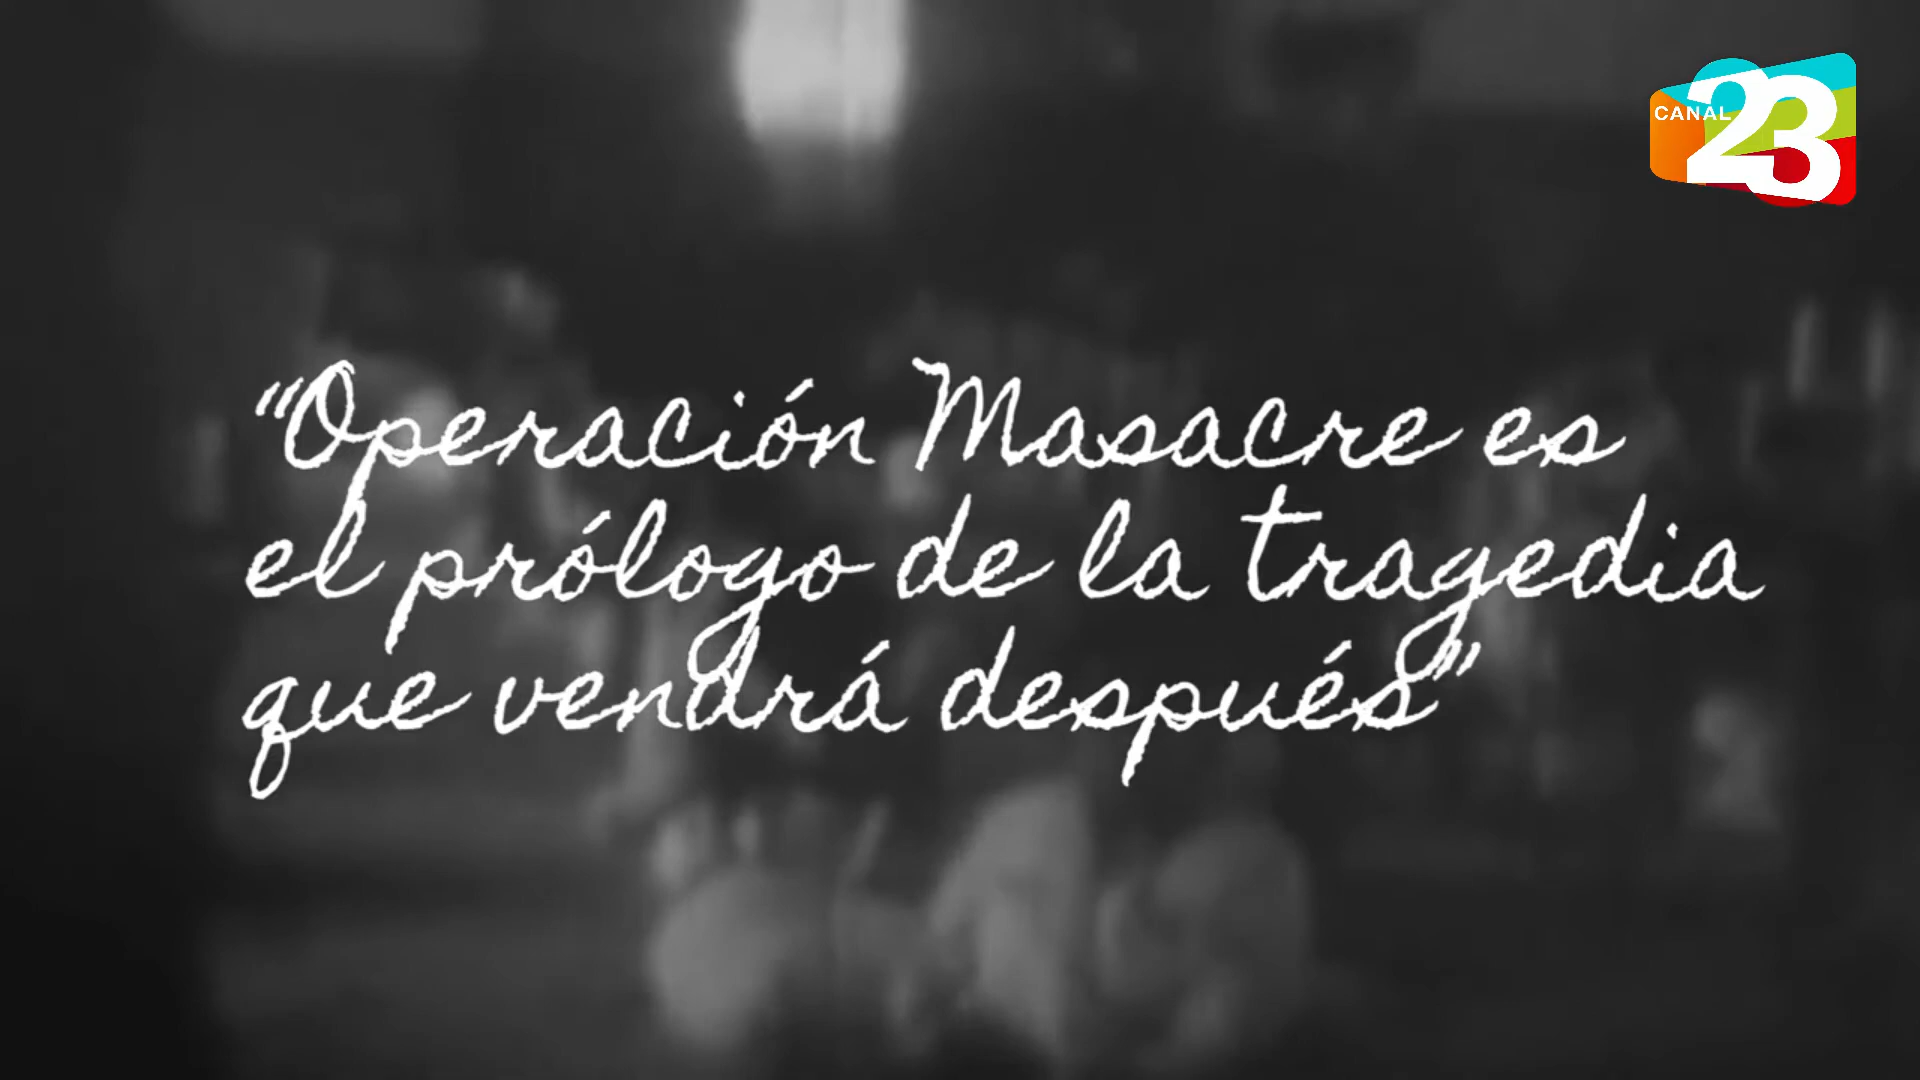 CANAL 23
“Operación Masacre es
el prólogo de la tragedia
que vendrá después”